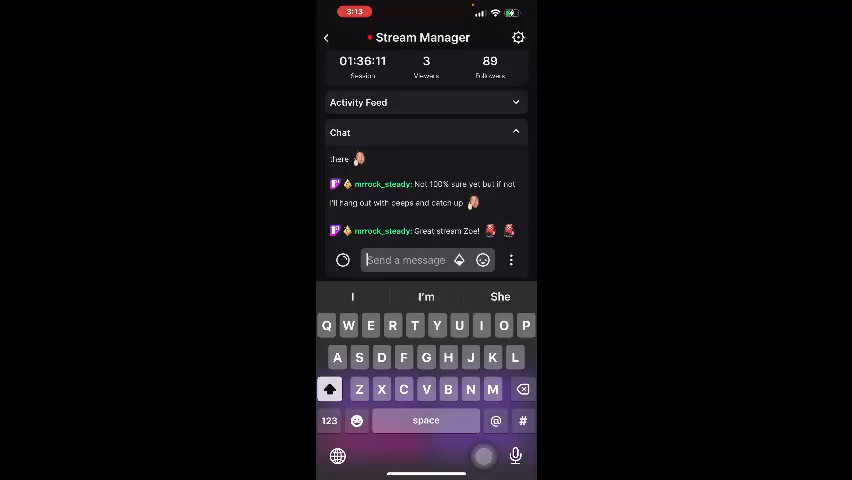 3:13
Stream Manager
01:36:11 3 89
Session Viewers Followers
Activity Feed
Chat
there
mrrock_steady: Not 100% sure yet but if not
I'll hang out with peeps and catch up
mrrock_steady: Great stream Zoe!
Send a message
I I'm She
Q W E R T Y U I O P
A S D F G H J K L
Z X C V B N M
123 space @ #